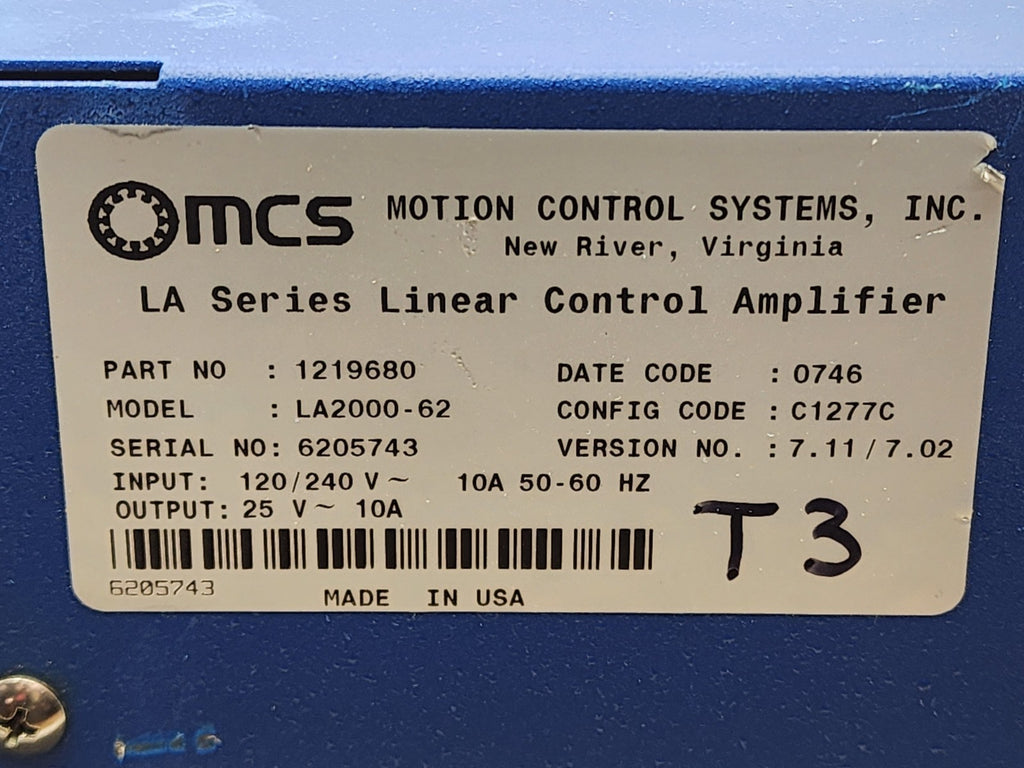 mcs MOTION CONTROL SYSTEMS, INC.
New River, Virginia
LA Series Linear Control Amplifier
PART NO : 1219680 DATE CODE : 0746
MODEL : LA2000-62 CONFIG CODE : C1277C
SERIAL NO: 6205743 VERSION NO. : 7.11/7.02
INPUT: 120/240 V~ 10A 50-60 HZ
OUTPUT: 25 V~ 10A
T3
6205743
MADE IN USA